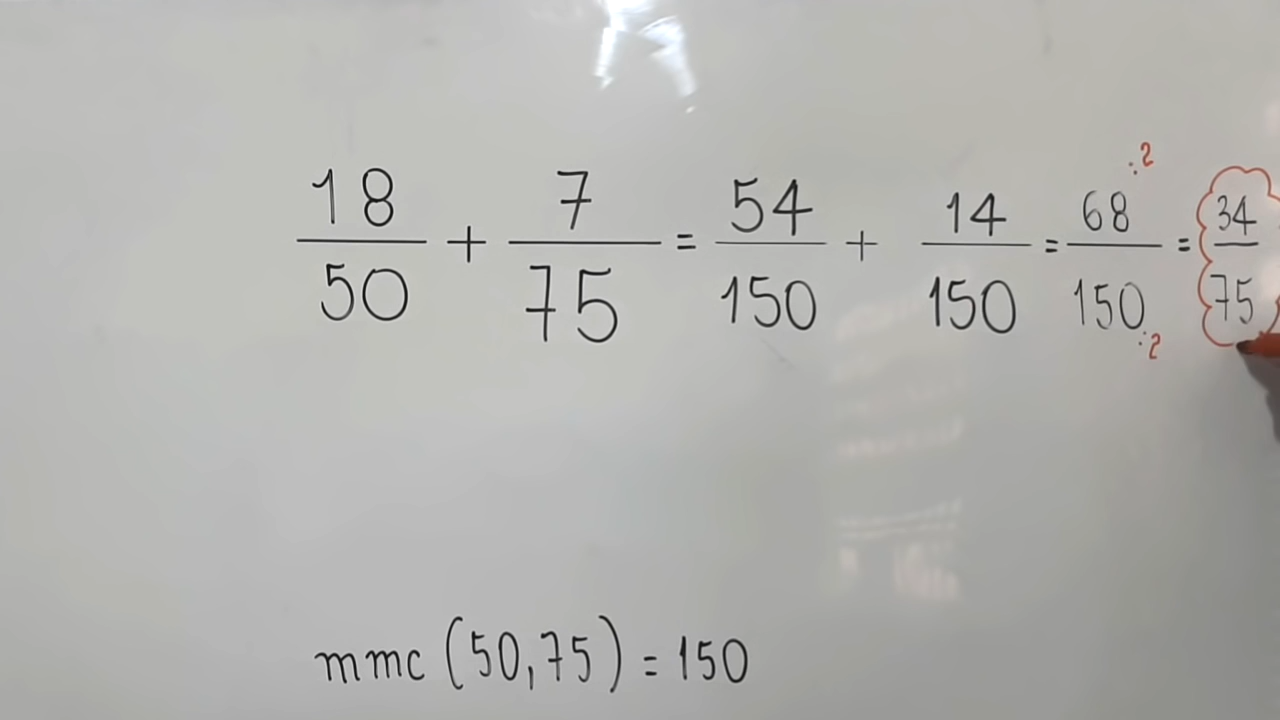 18/50 + 7/75 = 54/150 + 14/150 = 68:2/150:2 = 34/75
mmc (50,75) = 150